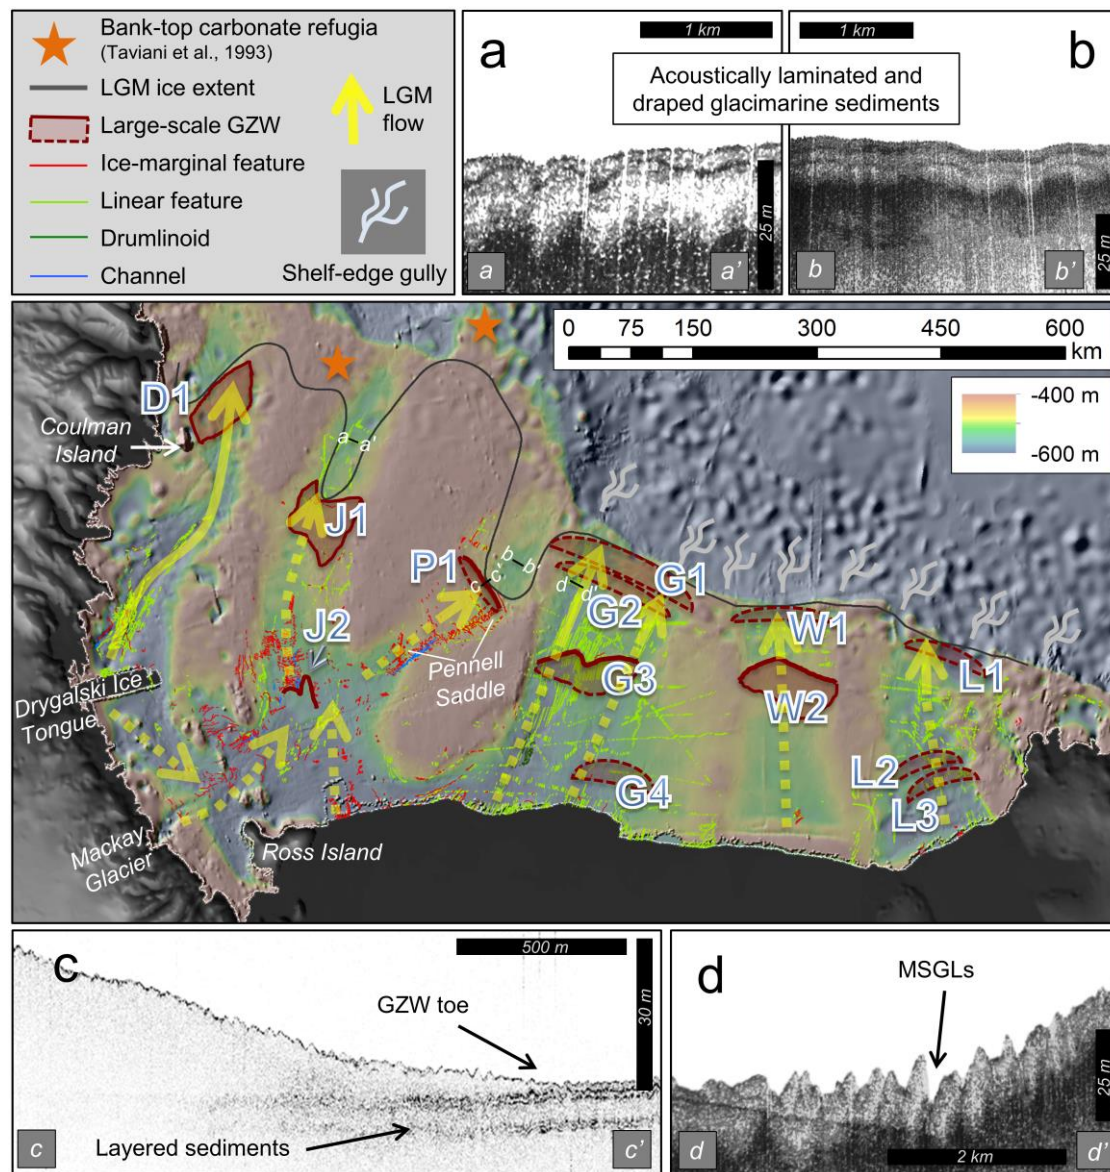 Bank-top carbonate refugia
(Taviani et al., 1993)
LGM ice extent
Large-scale GZW
Ice-marginal feature
Linear feature
Drumlinoid
Channel
LGM
flow
Shelf-edge gully
a
1 km
1 km
b
Acoustically laminated and
draped glacimarine sediments
25 m
25 m
a
a'
b
b'
0 75 150 300 450 600
km
-400 m
-600 m
D1
Coulman
Island
a
a'
J1
P1
b
b'
c
c'
d
d'
G1
G2
J2
Pennell
Saddle
G3
W1
W2
L1
Drygalski Ice
Tongue
G4
L2
L3
Mackay
Glacier
Ross Island
c
500 m
30 m
GZW toe
Layered sediments
c
c'
d
MSGLs
25 m
2 km
d
d'